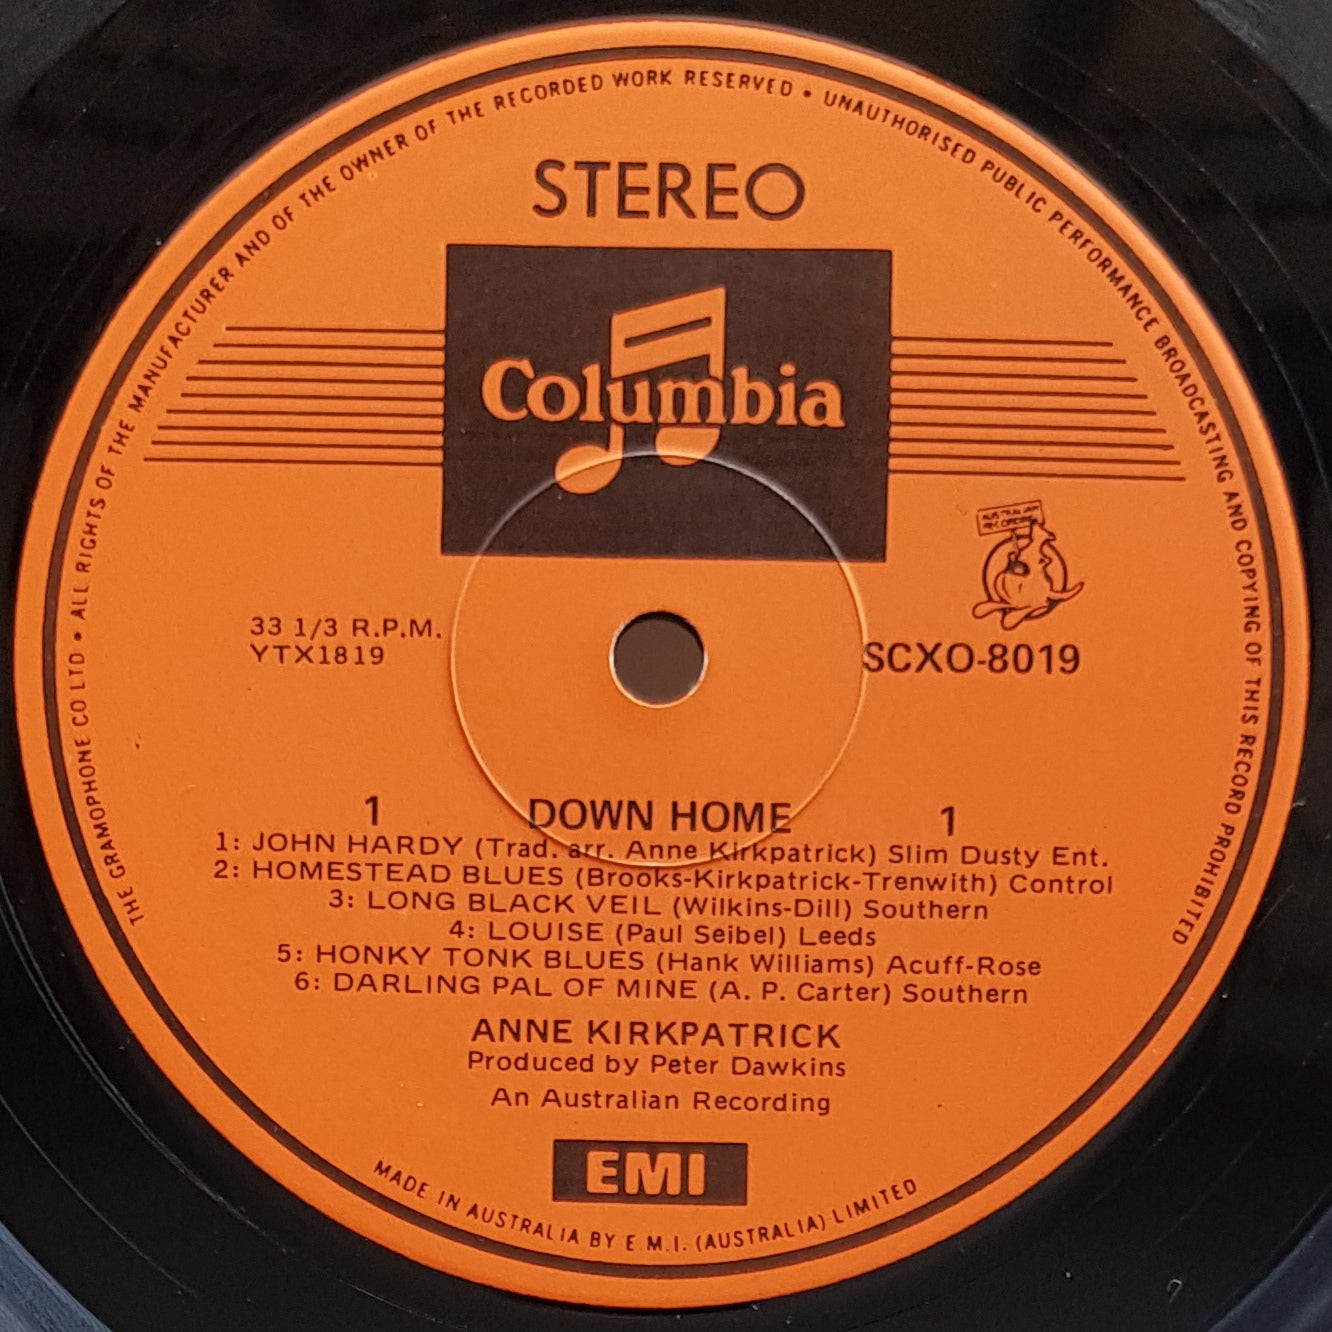 THE GRAMOPHONE CO LTD • ALL RIGHTS OF THE MANUFACTURER AND OF THE OWNER OF THE RECORDED WORK RESERVED • UNAUTHORISED PUBLIC PERFORMANCE BROADCASTING AND COPYING OF THIS RECORD PROHIBITED
STEREO
Columbia
AUSTRALIAN
RECORDING
33 1/3 R.P.M.
YTX1819
SCXO-8019
1 DOWN HOME 1
1: JOHN HARDY (Trad. arr. Anne Kirkpatrick) Slim Dusty Ent.
2: HOMESTEAD BLUES (Brooks-Kirkpatrick-Trenwith) Control
3: LONG BLACK VEIL (Wilkins-Dill) Southern
4: LOUISE (Paul Seibel) Leeds
5: HONKY TONK BLUES (Hank Williams) Acuff-Rose
6: DARLING PAL OF MINE (A. P. Carter) Southern
ANNE KIRKPATRICK
Produced by Peter Dawkins
An Australian Recording
EMI
MADE IN AUSTRALIA BY E.M.I. (AUSTRALIA) LIMITED